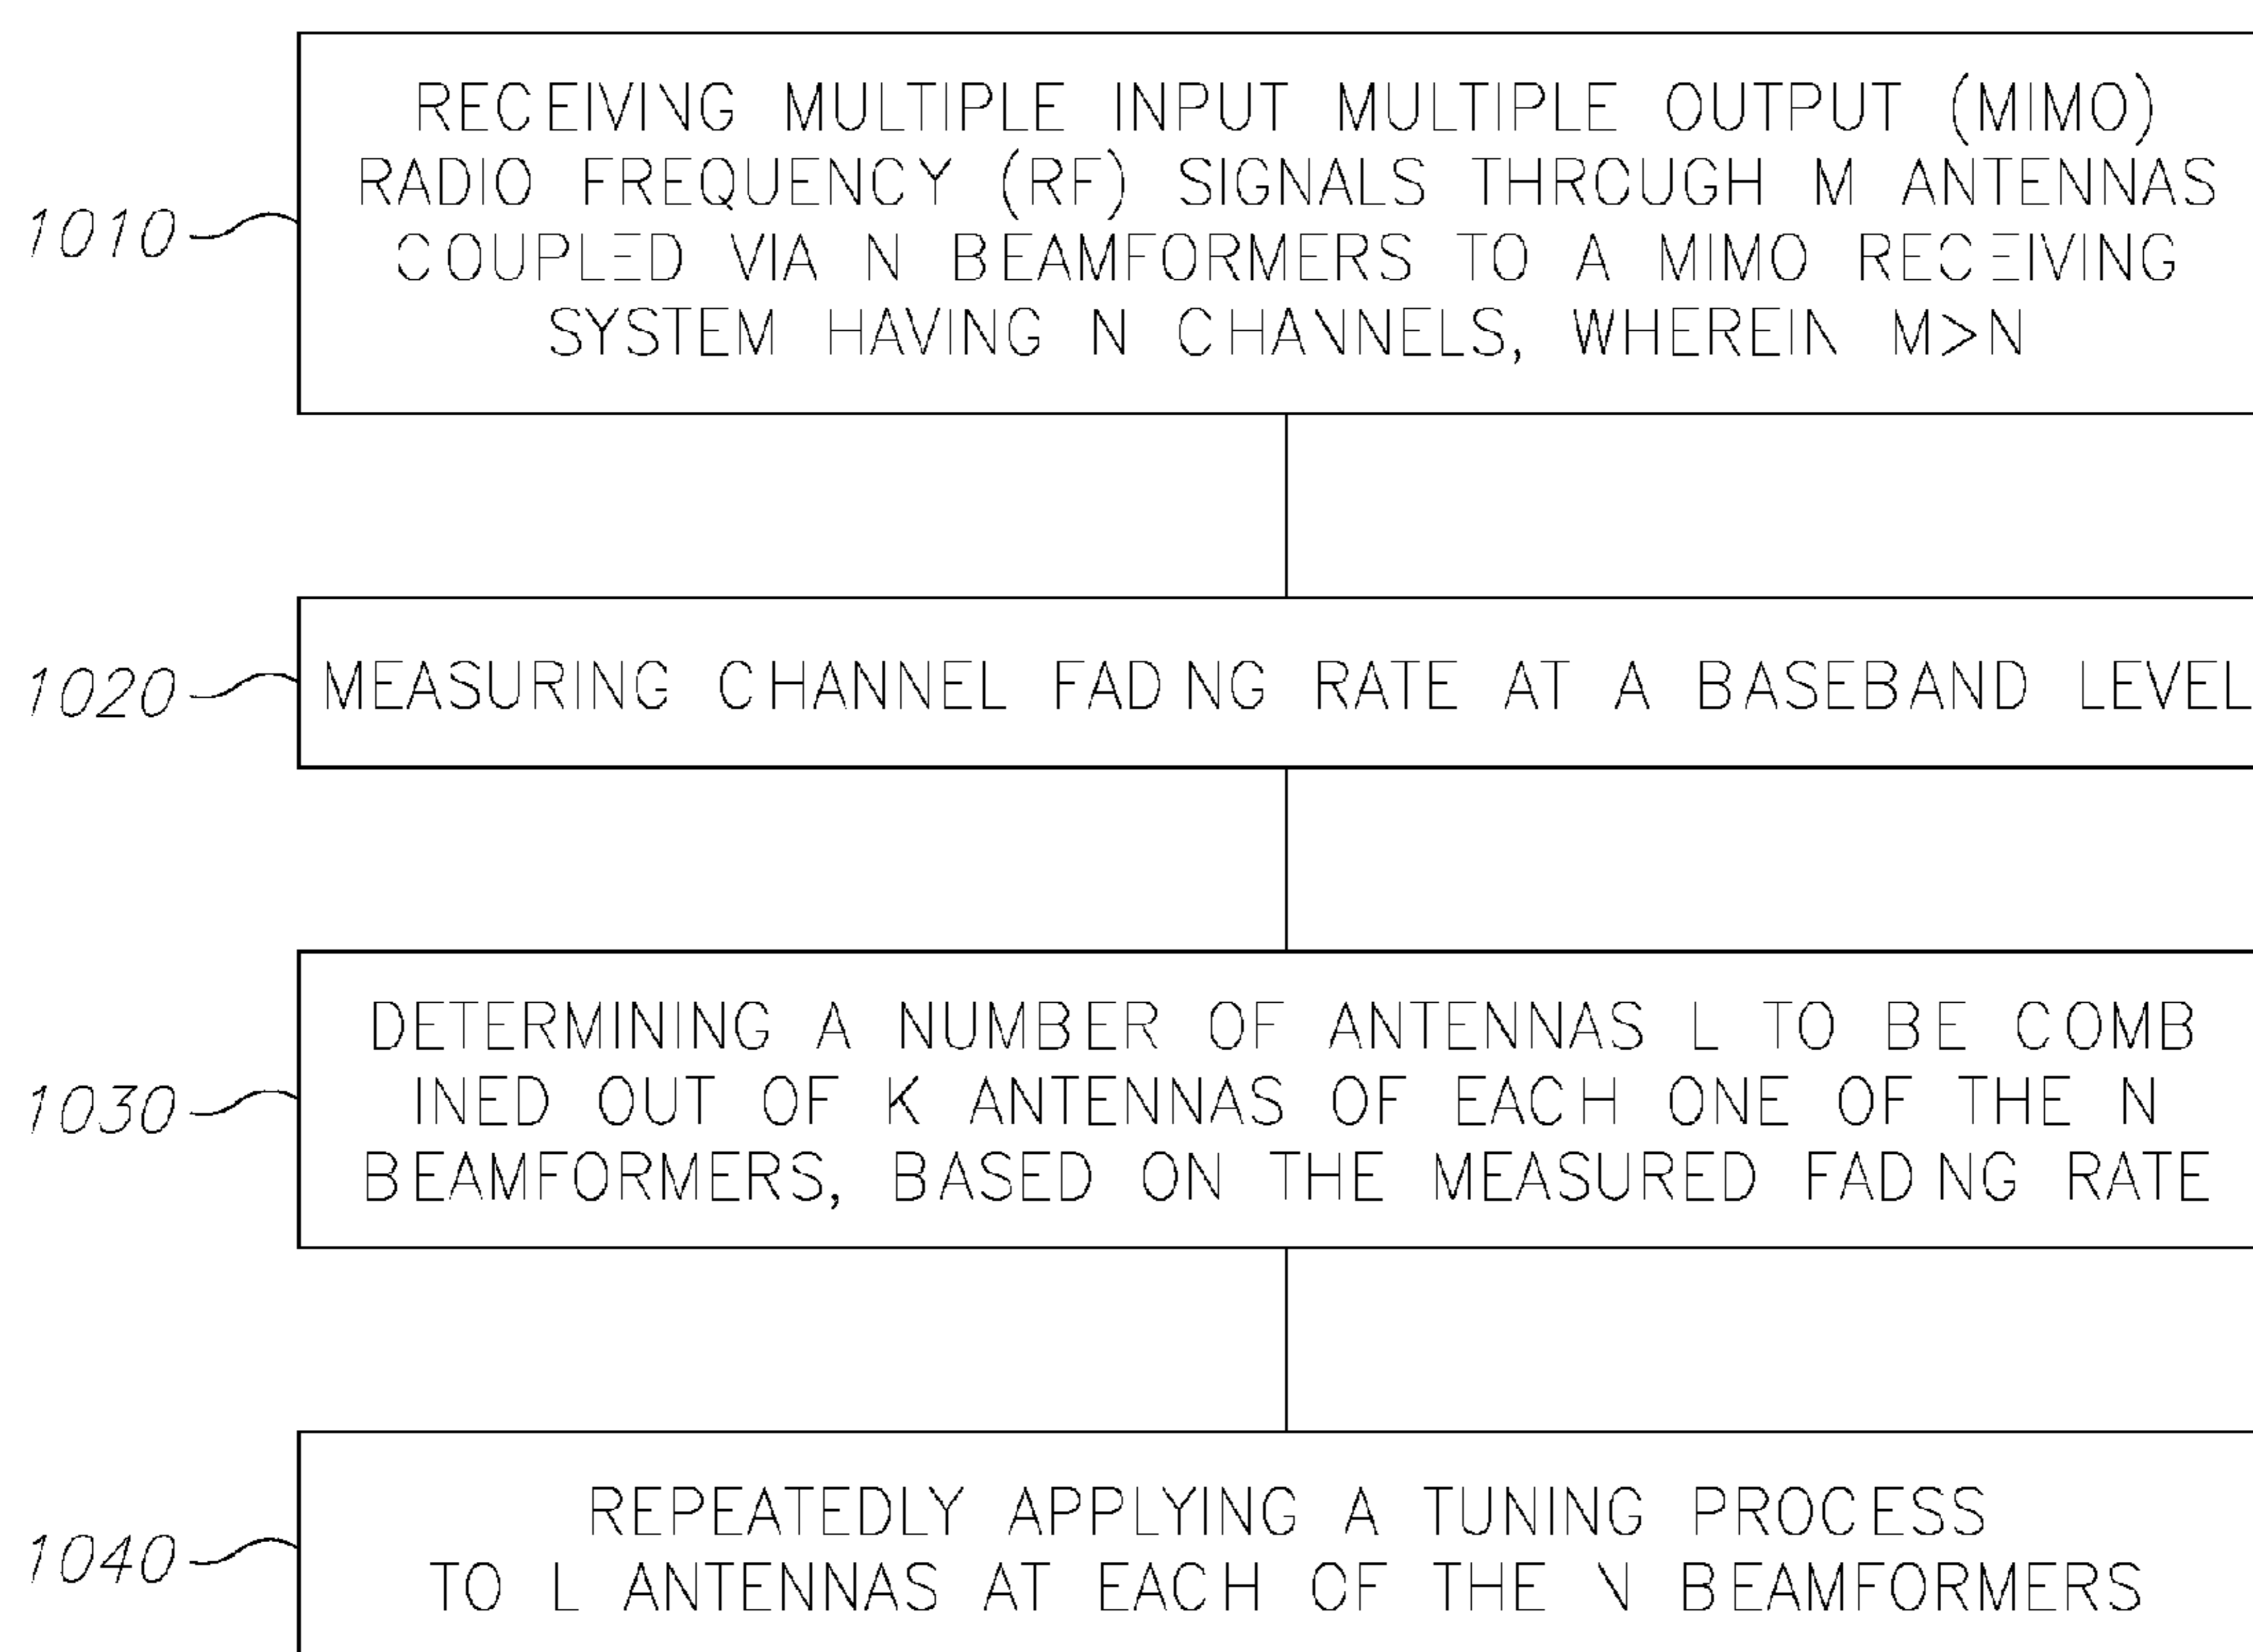 RECEIVING MULTIPLE INPUT MULTIPLE OUTPUT (MIMO)
RADIO FREQUENCY (RF) SIGNALS THROUGH M ANTENNAS
1010
COUPLED VIA N BEAMFORMERS TO A MIMO RECEIVING
SYSTEM HAVING N CHANNELS, WHEREIN M>N
1020
MEASURING CHANNEL FADING RATE AT A BASEBAND LEVEL
DETERMINING A NUMBER OF ANTENNAS L TO BE COMB
1030
INED OUT OF K ANTENNAS OF EACH ONE OF THE N
BEAMFORMERS, BASED ON THE MEASURED FADING RATE
REPEATEDLY APPLYING A TUNING PROCESS
1040
TO L ANTENNAS AT EACH OF THE N BEAMFORMERS